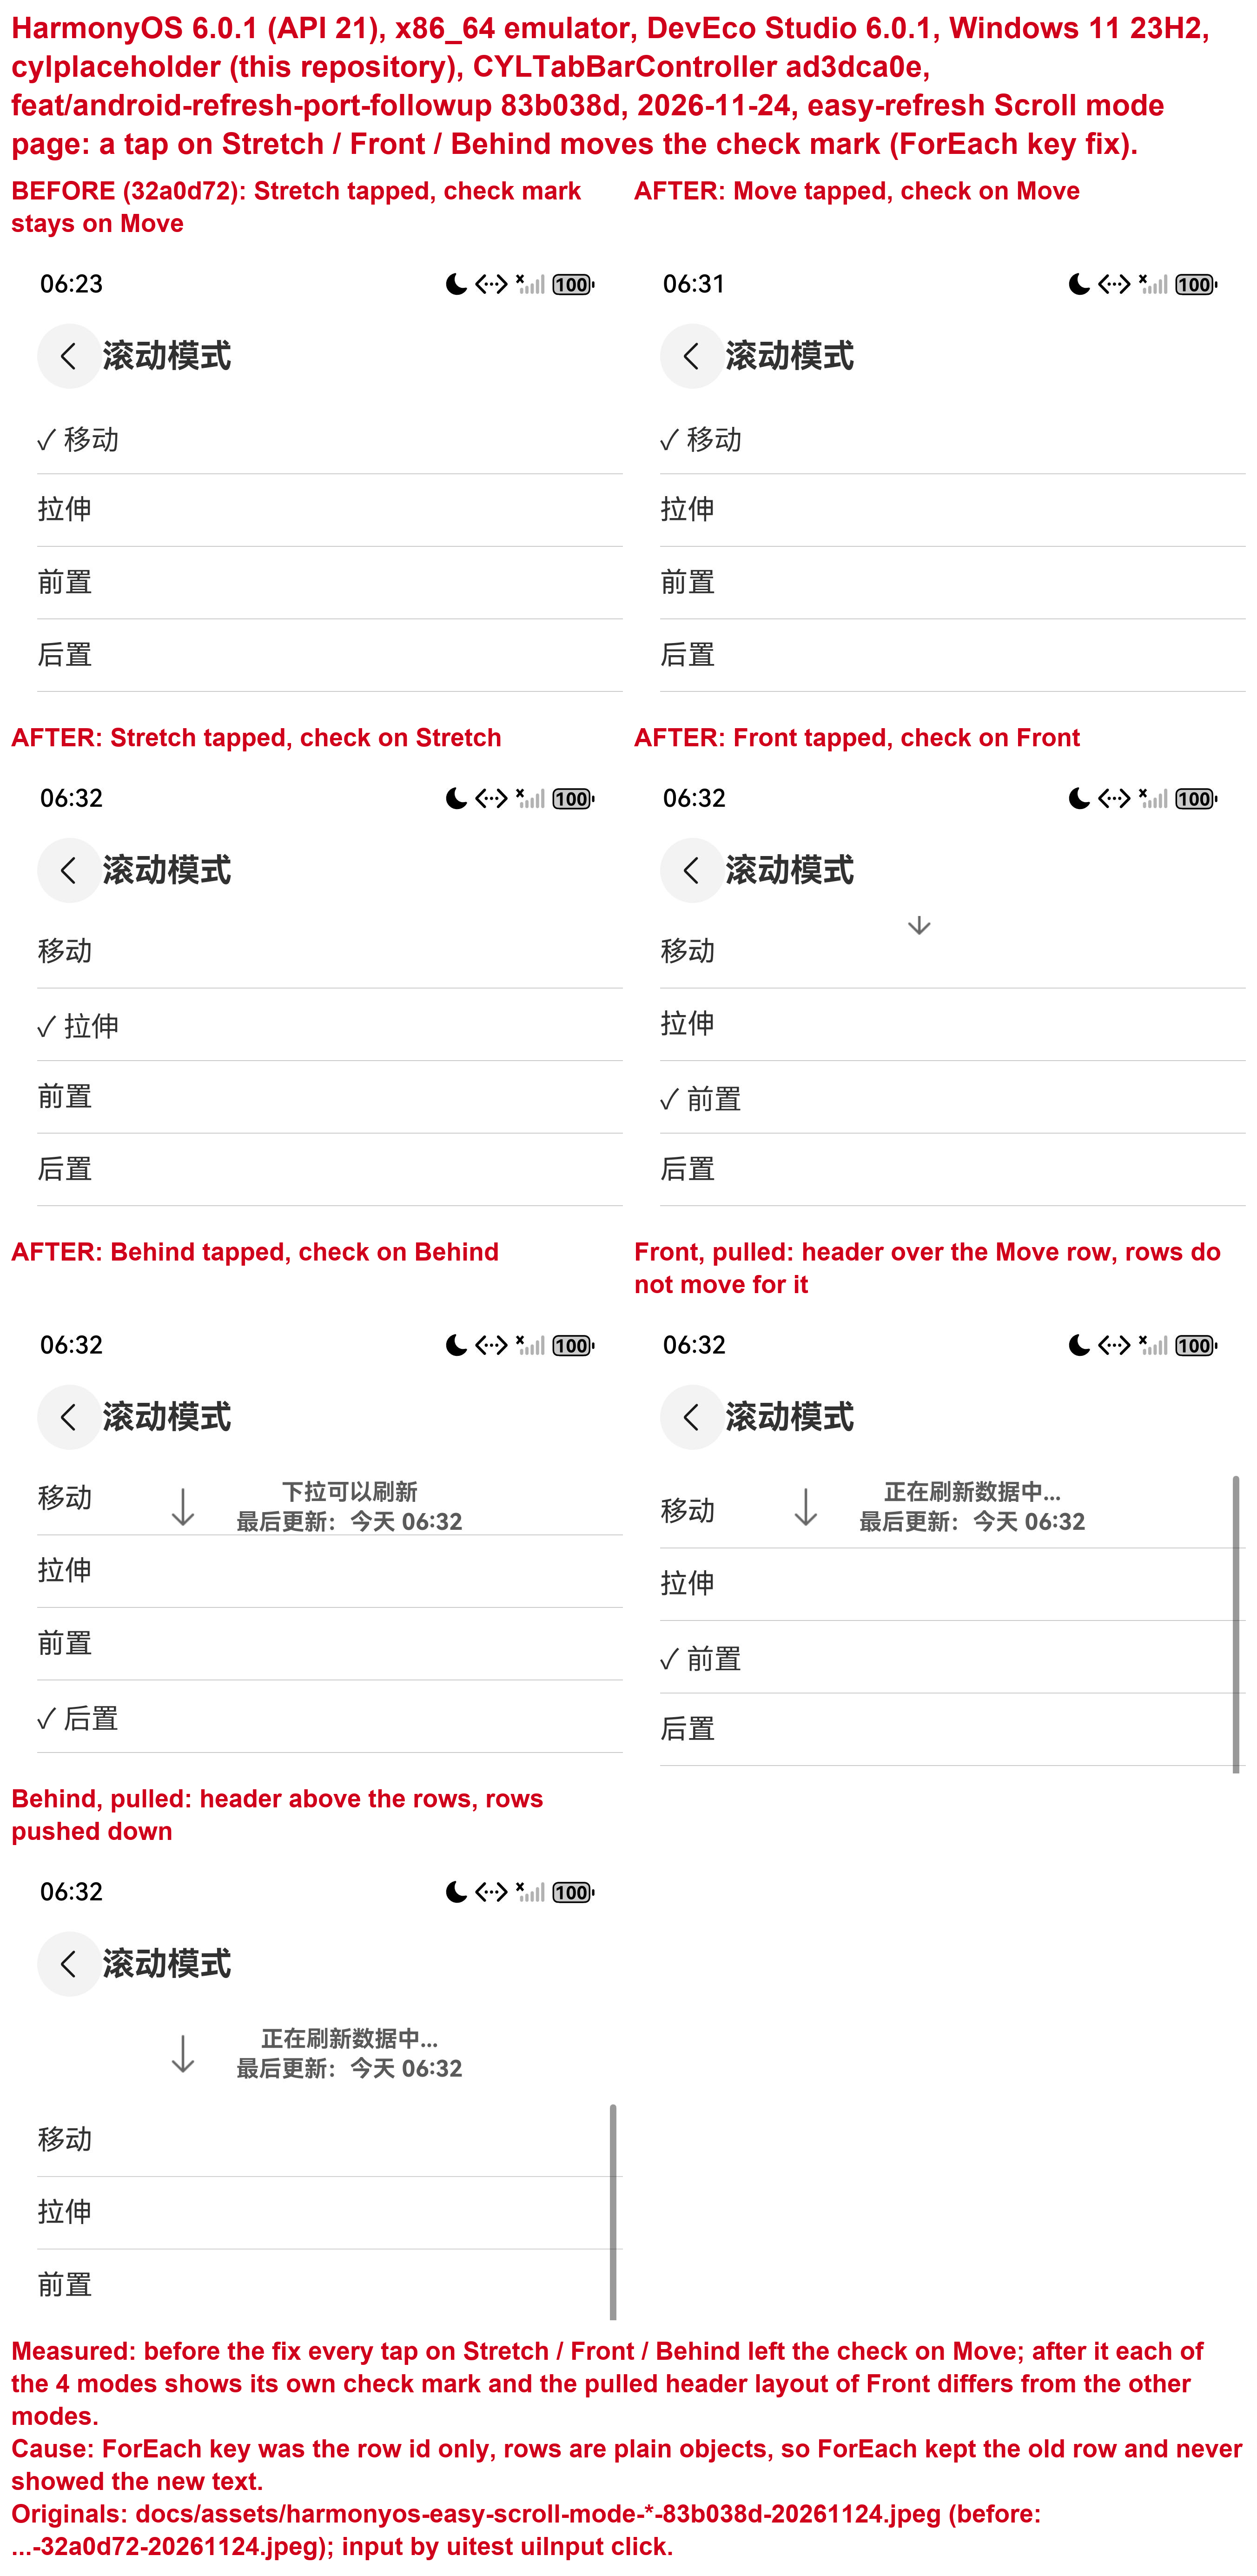 HarmonyOS 6.0.1 (API 21), x86_64 emulator, DevEco Studio 6.0.1, Windows 11 23H2,
cylplaceholder (this repository), CYLTabBarController ad3dca0e,
feat/android-refresh-port-followup 83b038d, 2026-11-24, easy-refresh Scroll mode
page: a tap on Stretch / Front / Behind moves the check mark (ForEach key fix).
BEFORE (32a0d72): Stretch tapped, check mark
stays on Move
06:23
100
滚动模式
✓ 移动
拉伸
前置
后置
AFTER: Move tapped, check on Move
06:31
100
滚动模式
✓ 移动
拉伸
前置
后置
AFTER: Stretch tapped, check on Stretch
06:32
100
滚动模式
移动
✓ 拉伸
前置
后置
AFTER: Front tapped, check on Front
06:32
100
滚动模式
移动
拉伸
✓ 前置
后置
AFTER: Behind tapped, check on Behind
06:32
100
滚动模式
下拉可以刷新
移动
最后更新：今天 06:32
拉伸
前置
✓ 后置
Front, pulled: header over the Move row, rows do
not move for it
06:32
100
滚动模式
正在刷新数据中...
移动
最后更新：今天 06:32
拉伸
✓ 前置
后置
Behind, pulled: header above the rows, rows
pushed down
06:32
100
滚动模式
正在刷新数据中...
最后更新：今天 06:32
移动
拉伸
前置
Measured: before the fix every tap on Stretch / Front / Behind left the check on Move; after it each of
the 4 modes shows its own check mark and the pulled header layout of Front differs from the other
modes.
Cause: ForEach key was the row id only, rows are plain objects, so ForEach kept the old row and never
showed the new text.
Originals: docs/assets/harmonyos-easy-scroll-mode-*-83b038d-20261124.jpeg (before:
...-32a0d72-20261124.jpeg); input by uitest uiInput click.